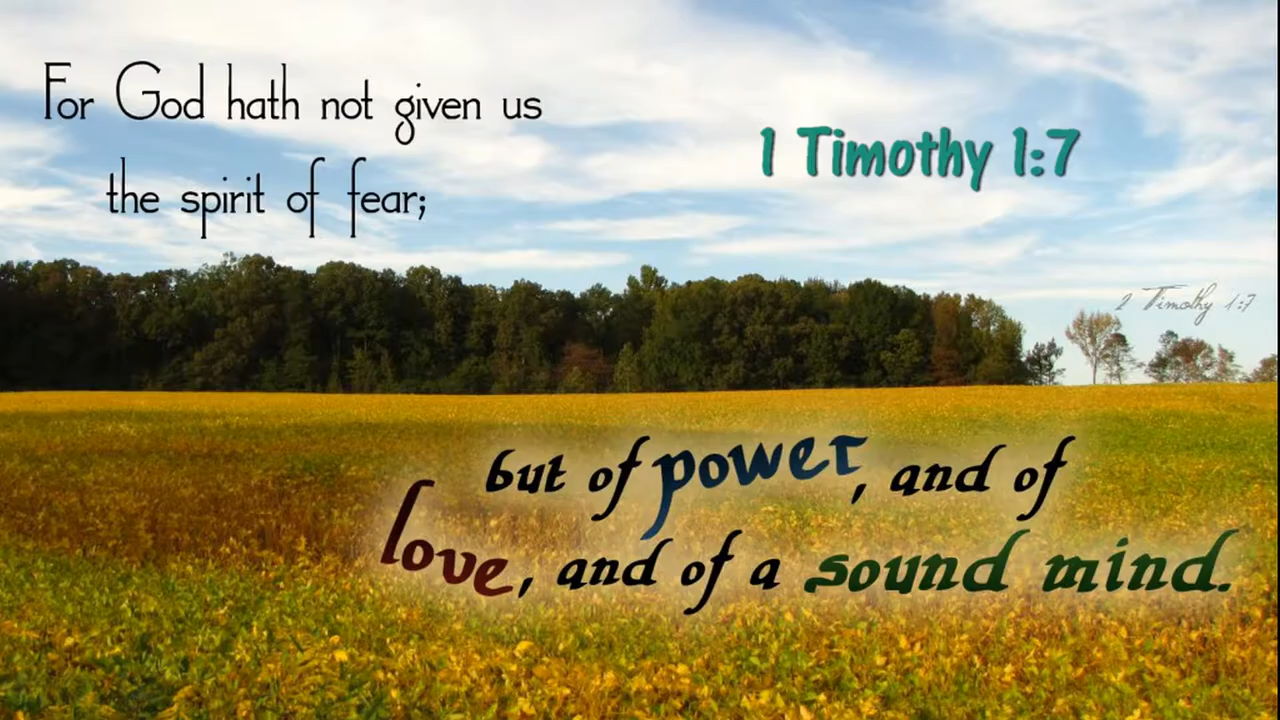 For God hath not given us
the spirit of fear;
1 Timothy 1:7
2 Timothy 1:7
but of power, and of
love, and of a sound mind.